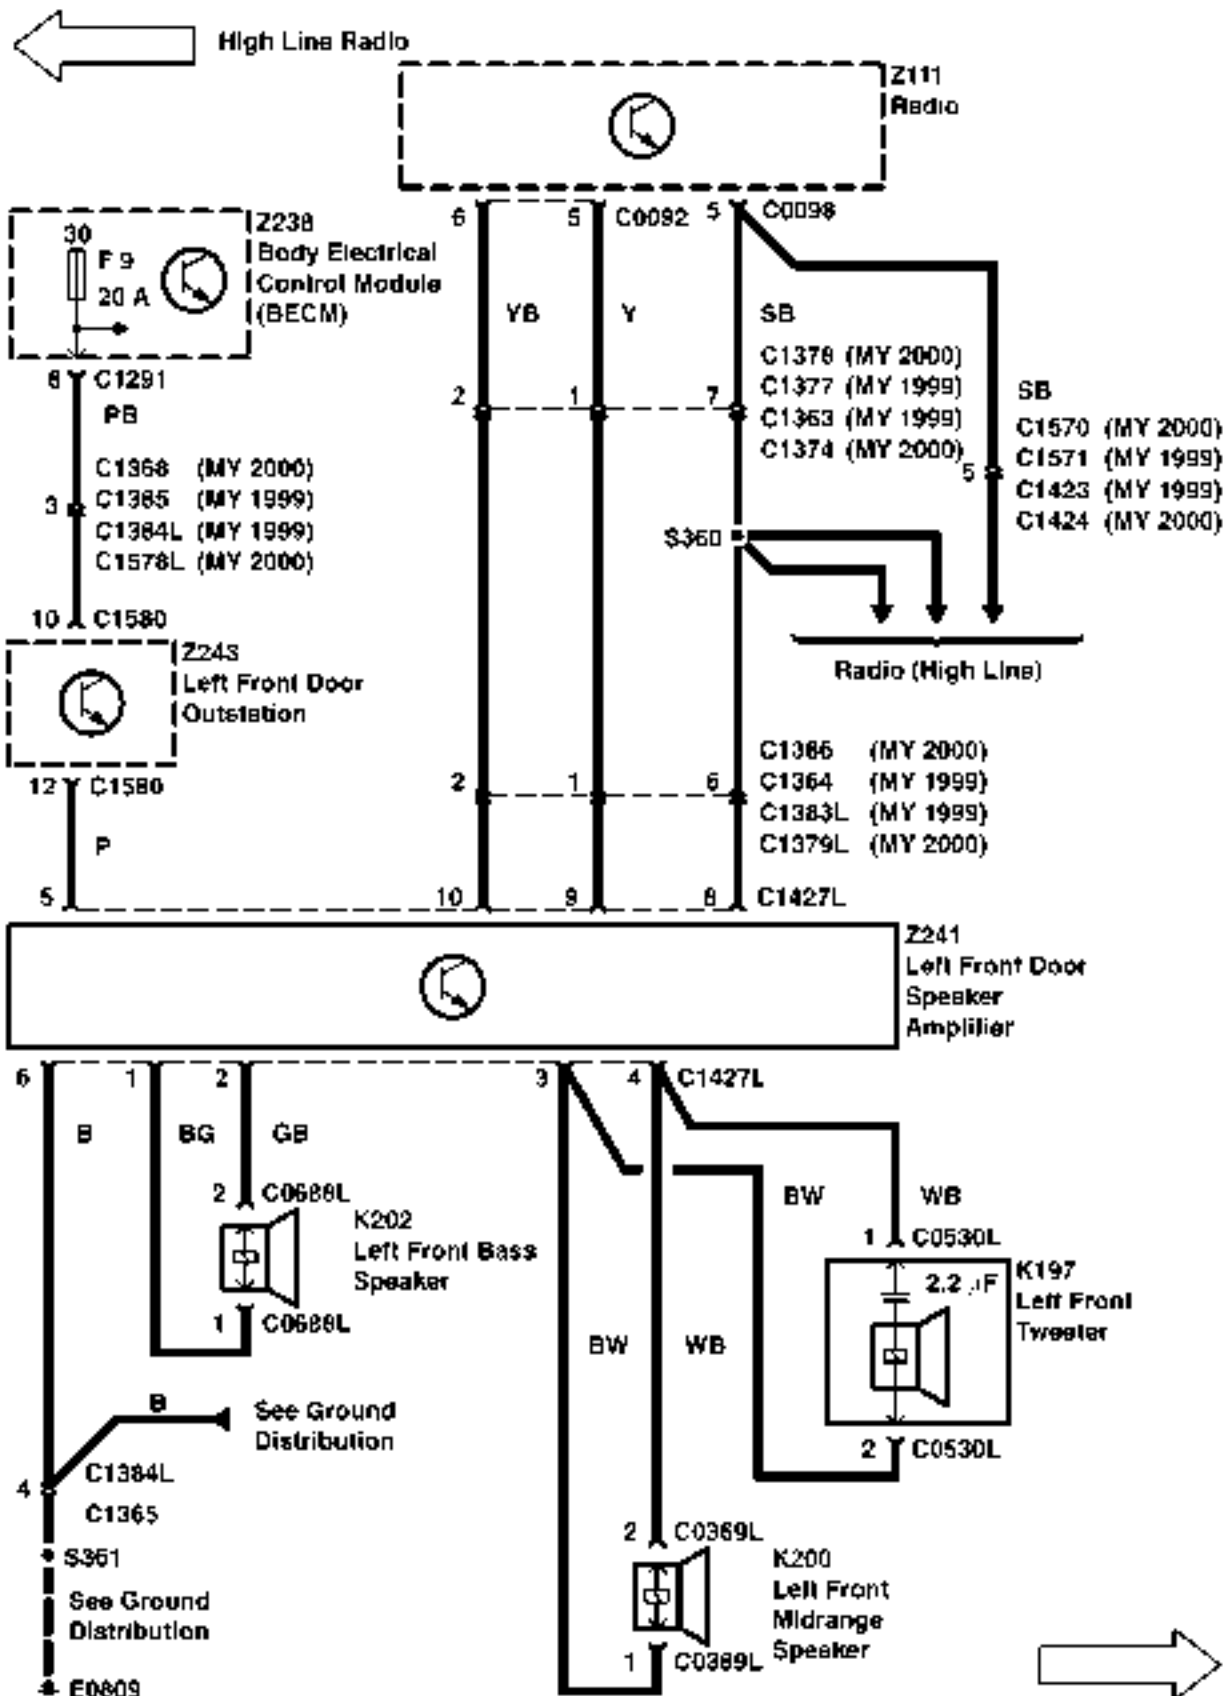 High Line Radio
Z111
Radio
6 5 C0092 5 C0098
Z238
Body Electrical
Control Module
(BECM)
30
F 9
20 A
YB Y SB
C1378 (MY 2000)
C1377 (MY 1999)
C1363 (MY 1999)
C1374 (MY 2000)
2 1 7
SB
C1570 (MY 2000)
C1571 (MY 1999)
C1423 (MY 1999)
C1424 (MY 2000)
5
8 C1291
PB
C1368 (MY 2000)
C1365 (MY 1999)
C1384L (MY 1999)
C1578L (MY 2000)
3
S360
10 C1580
Z243
Left Front Door
Outstation
Radio (High Line)
12 C1580
P
C1366 (MY 2000)
C1364 (MY 1999)
C1383L (MY 1999)
C1379L (MY 2000)
2 1 6
5 10 9 8 C1427L
Z241
Left Front Door
Speaker
Amplifier
6 1 2 3 4 C1427L
B BG GB
BW WB
2 C0688L
K202
Left Front Bass
Speaker
1 C0688L
1 C0530L
2.2 µF
K197
Left Front
Tweeter
BW WB
2 C0530L
B
See Ground
Distribution
4
C1384L
C1365
S361
See Ground
Distribution
E0809
2 C0369L
K200
Left Front
Midrange
Speaker
1 C0369L